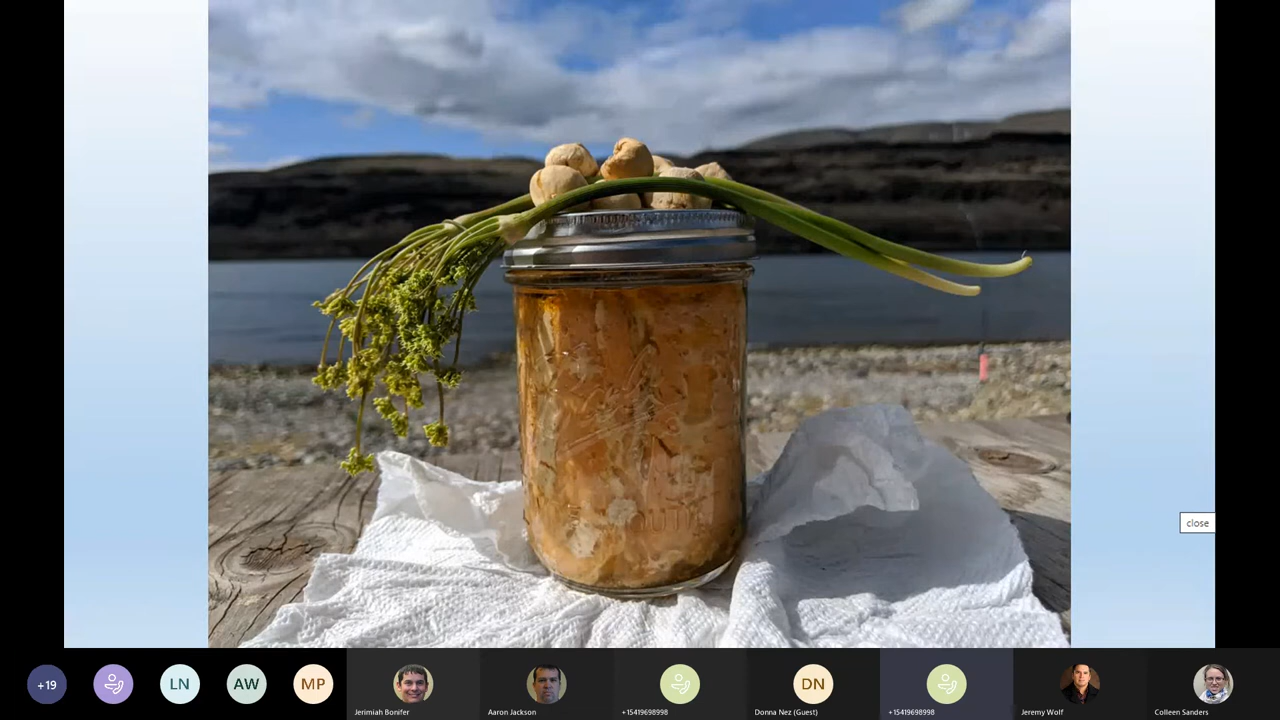 close
+19
LN
AW
MP
Jerimiah Bonifer
Aaron Jackson
+15419698998
DN
Donna Nez (Guest)
+15419698998
Jeremy Wolf
Colleen Sanders